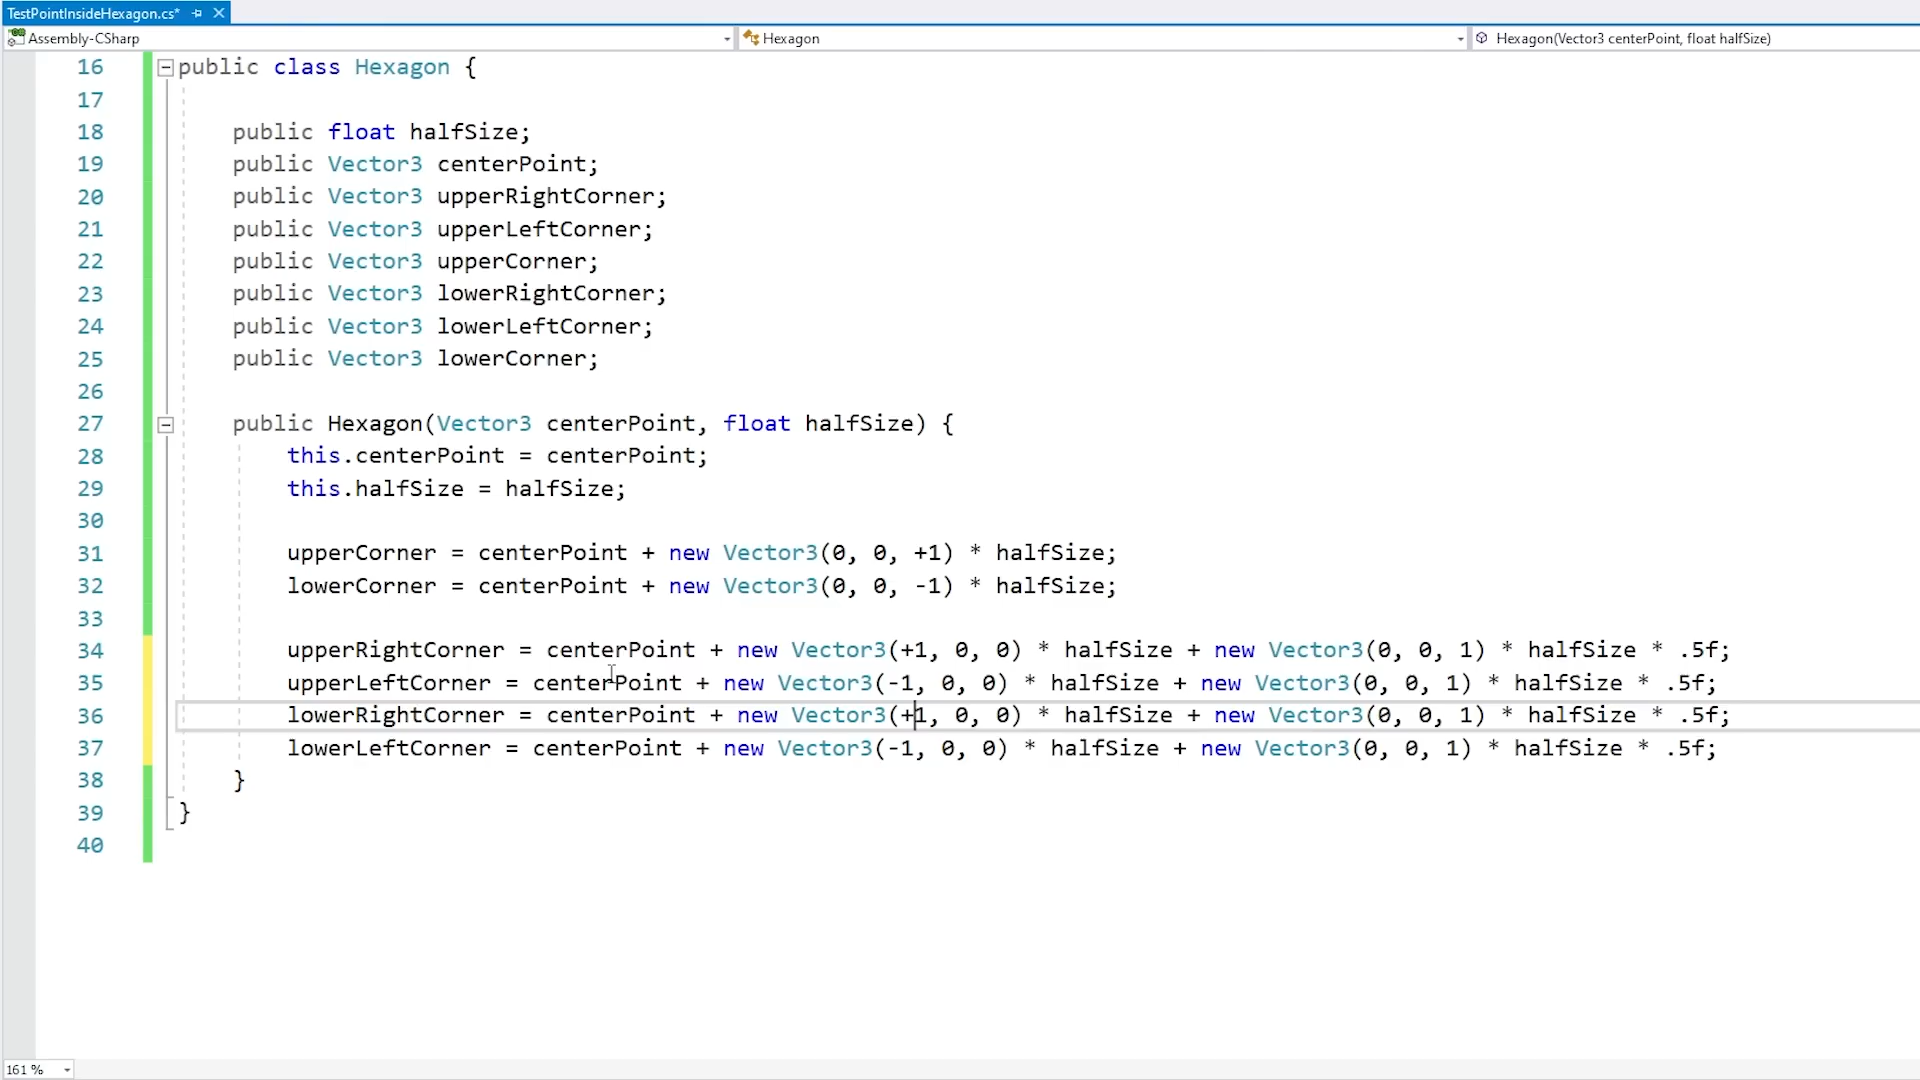 TestPointInsideHexagon.cs*
Assembly-CSharp Hexagon Hexagon(Vector3 centerPoint, float halfSize)
16 public class Hexagon {
17
18 public float halfSize;
19 public Vector3 centerPoint;
20 public Vector3 upperRightCorner;
21 public Vector3 upperLeftCorner;
22 public Vector3 upperCorner;
23 public Vector3 lowerRightCorner;
24 public Vector3 lowerLeftCorner;
25 public Vector3 lowerCorner;
26
27 public Hexagon(Vector3 centerPoint, float halfSize) {
28 this.centerPoint = centerPoint;
29 this.halfSize = halfSize;
30
31 upperCorner = centerPoint + new Vector3(0, 0, +1) * halfSize;
32 lowerCorner = centerPoint + new Vector3(0, 0, -1) * halfSize;
33
34 upperRightCorner = centerPoint + new Vector3(+1, 0, 0) * halfSize + new Vector3(0, 0, 1) * halfSize * .5f;
35 upperLeftCorner = centerPoint + new Vector3(-1, 0, 0) * halfSize + new Vector3(0, 0, 1) * halfSize * .5f;
36 lowerRightCorner = centerPoint + new Vector3(+1, 0, 0) * halfSize + new Vector3(0, 0, 1) * halfSize * .5f;
37 lowerLeftCorner = centerPoint + new Vector3(-1, 0, 0) * halfSize + new Vector3(0, 0, 1) * halfSize * .5f;
38 }
39 }
40
161 %